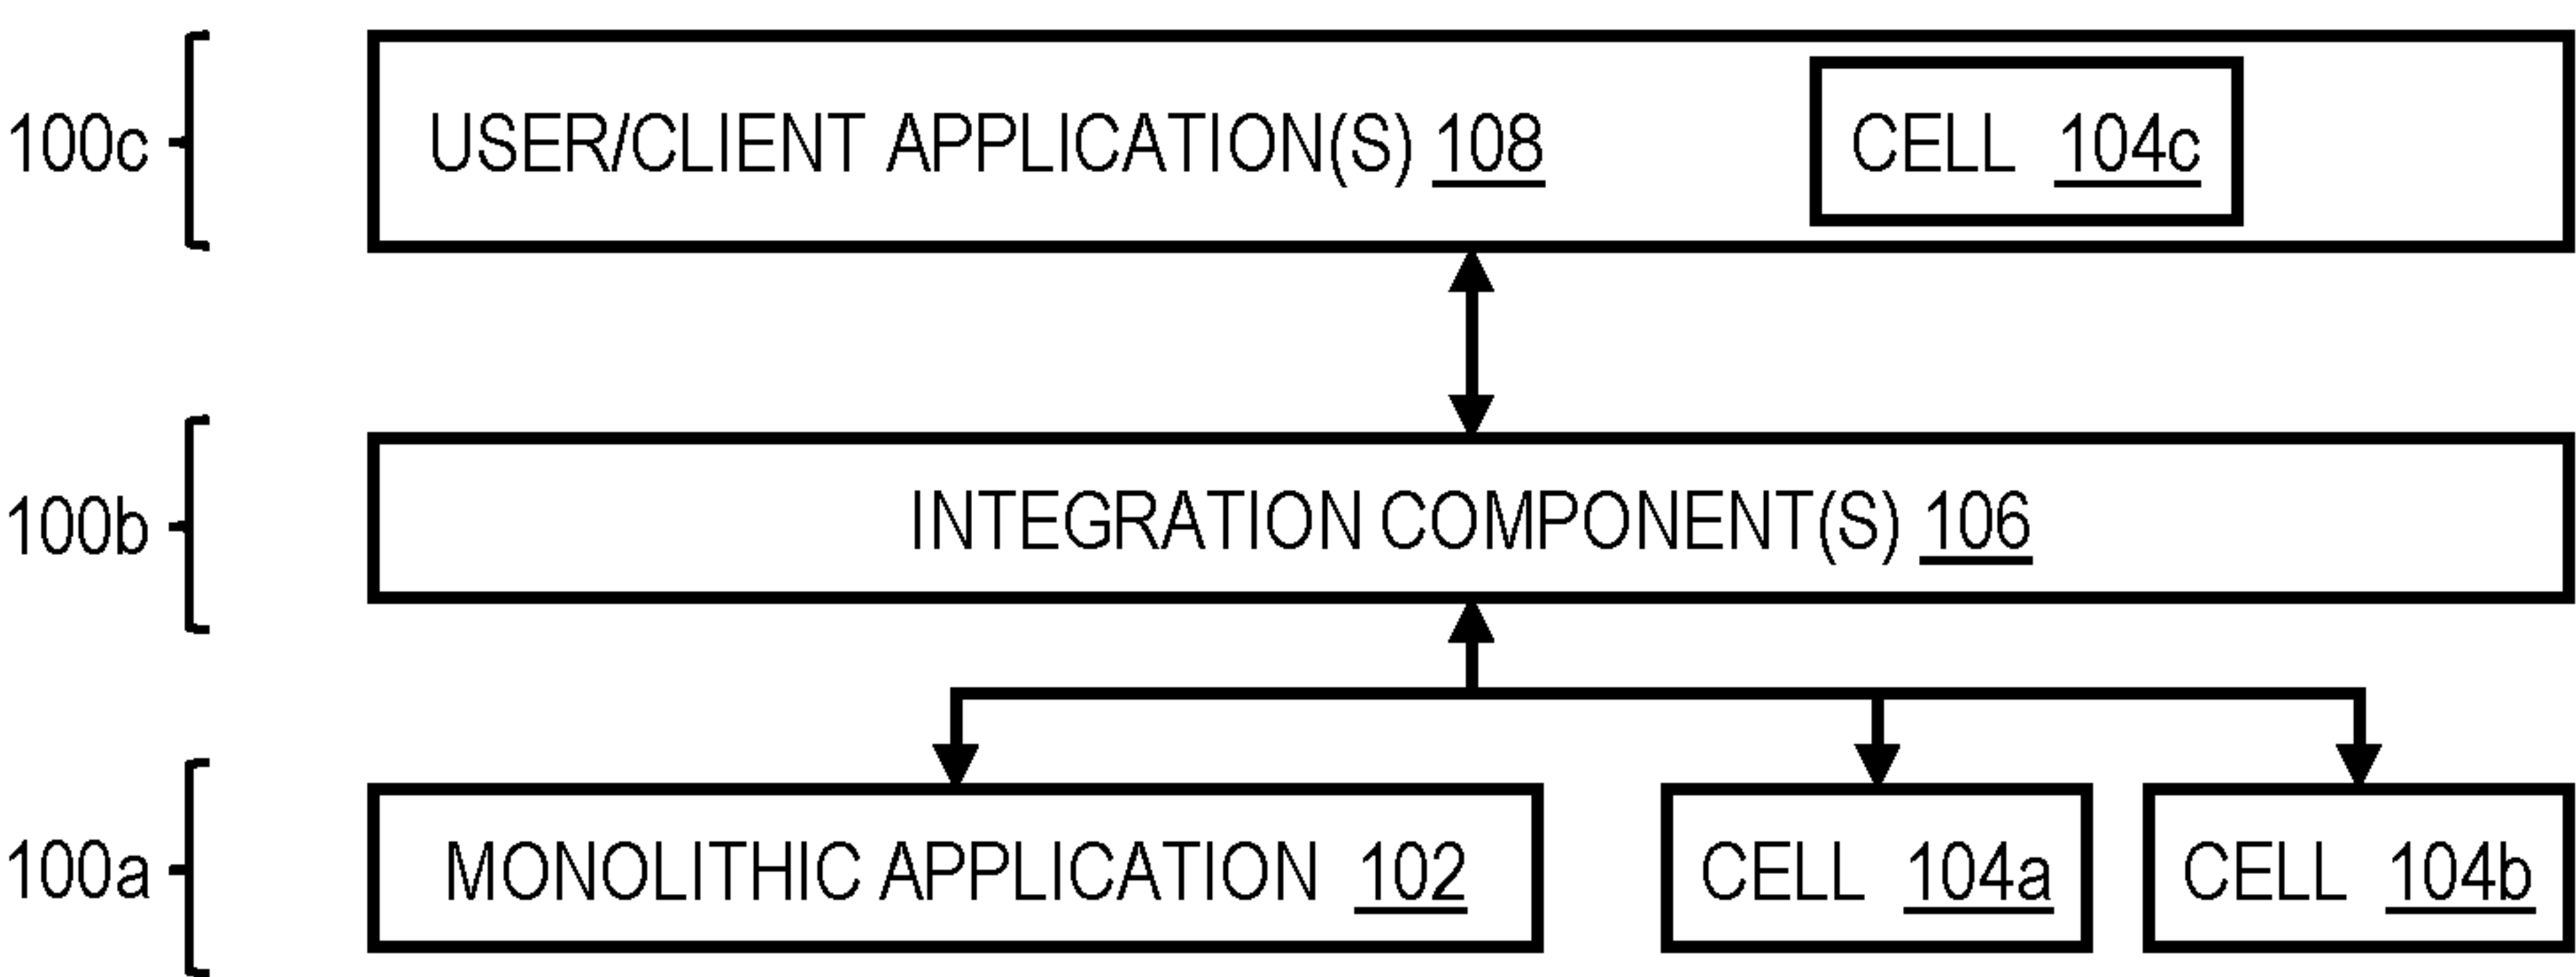 100c USER/CLIENT APPLICATION(S) 108 CELL 104c
100b INTEGRATION COMPONENT(S) 106
100a MONOLITHIC APPLICATION 102 CELL 104a CELL 104b